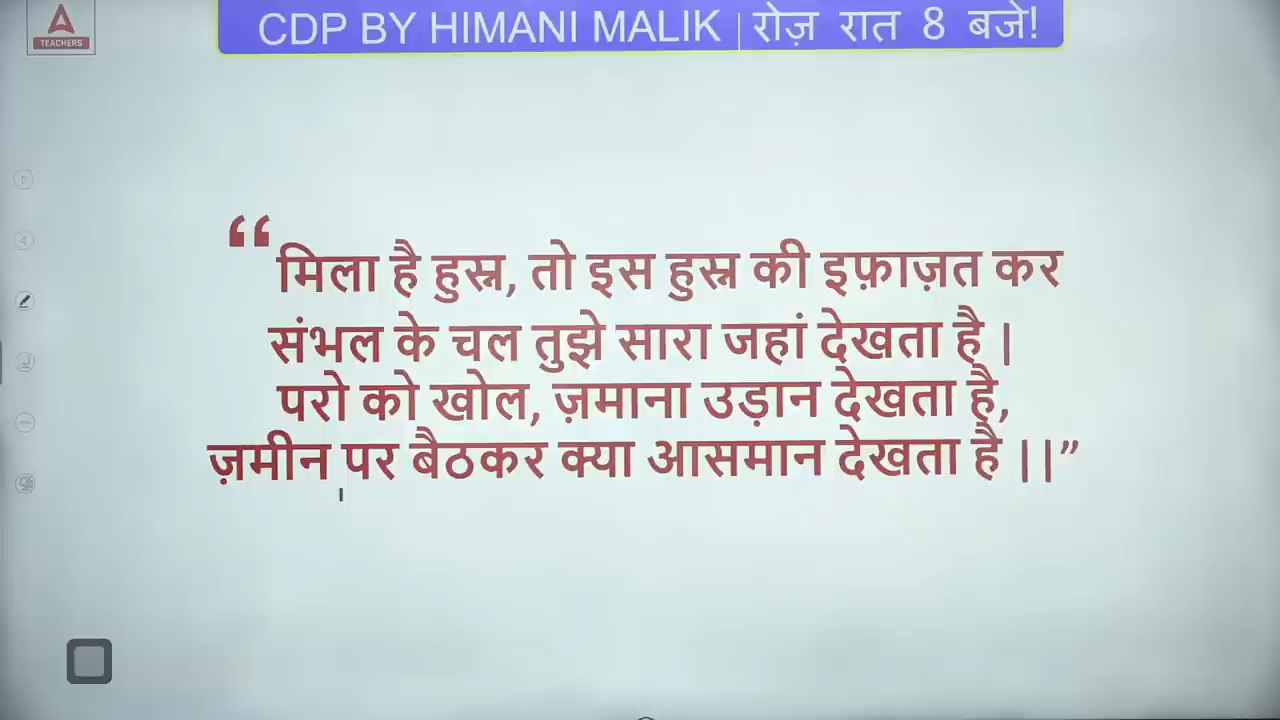 TEACHERS
CDP BY HIMANI MALIK | रोज़ रात 8 बजे!
“मिला है हुस्न, तो इस हुस्न की इफ़ाज़त कर
संभल के चल तुझे सारा जहां देखता है |
परो को खोल, ज़माना उड़ान देखता है,
ज़मीन पर बैठकर क्या आसमान देखता है ||”